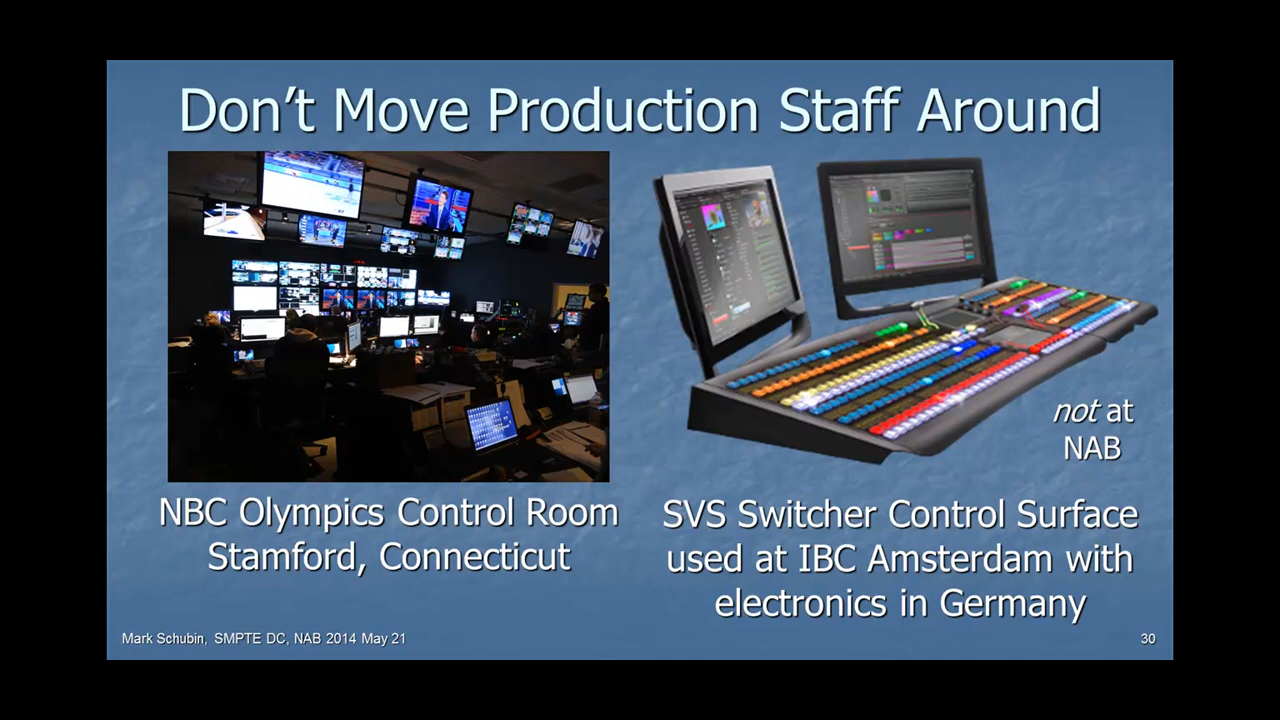 Don't Move Production Staff Around
not at
NAB
NBC Olympics Control Room
Stamford, Connecticut
SVS Switcher Control Surface
used at IBC Amsterdam with
electronics in Germany
Mark Schubin, SMPTE DC, NAB 2014 May 21
30